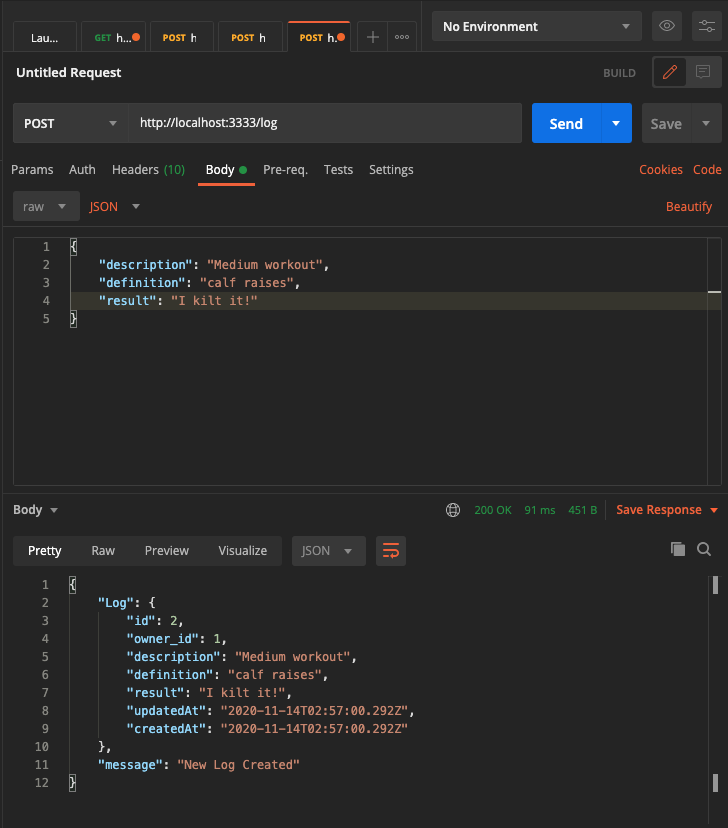 Lau... GET h... POST h POST h POST h. No Environment
Untitled Request BUILD
POST http://localhost:3333/log Send Save
Params Auth Headers (10) Body Pre-req. Tests Settings Cookies Code
raw JSON Beautify
1 {
2 "description": "Medium workout",
3 "definition": "calf raises",
4 "result": "I kilt it!"
5 }
Body 200 OK 91 ms 451 B Save Response
Pretty Raw Preview Visualize JSON
1 {
2 "Log": {
3 "id": 2,
4 "owner_id": 1,
5 "description": "Medium workout",
6 "definition": "calf raises",
7 "result": "I kilt it!",
8 "updatedAt": "2020-11-14T02:57:00.292Z",
9 "createdAt": "2020-11-14T02:57:00.292Z"
10 },
11 "message": "New Log Created"
12 }